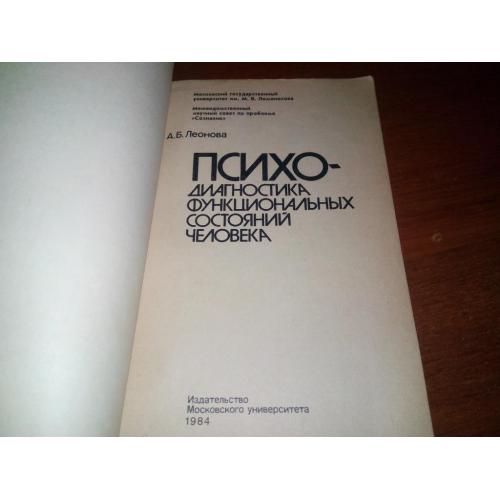 Московский государственный
университет им. М. В. Ломоносова
Межведомственный
научный совет по проблеме
«Сознание»
А.Б. Леонова
ПСИХО-
ДИАГНОСТИКА
ФУНКЦИОНАЛЬНЫХ
СОСТОЯНИЙ
ЧЕЛОВЕКА
Издательство
Московского университета
1984